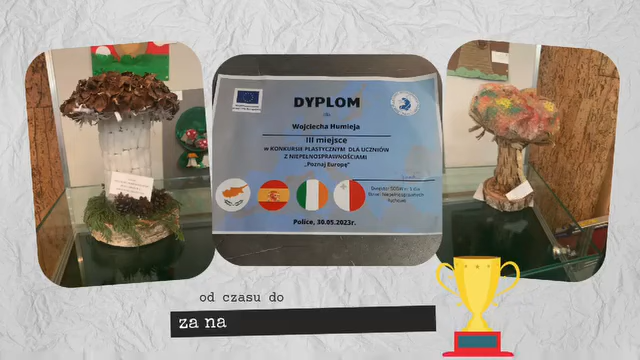 DYPLOM
Wojciecha Humieja
III miejsce
w KONKURSIE PLASTYCZNYM DLA UCZNIÓW
Z NIEPEŁNOSPRAWNOŚCIAMI
„Poznaj Europę”
Police, 30.05.2023r.
od czasu do
za na